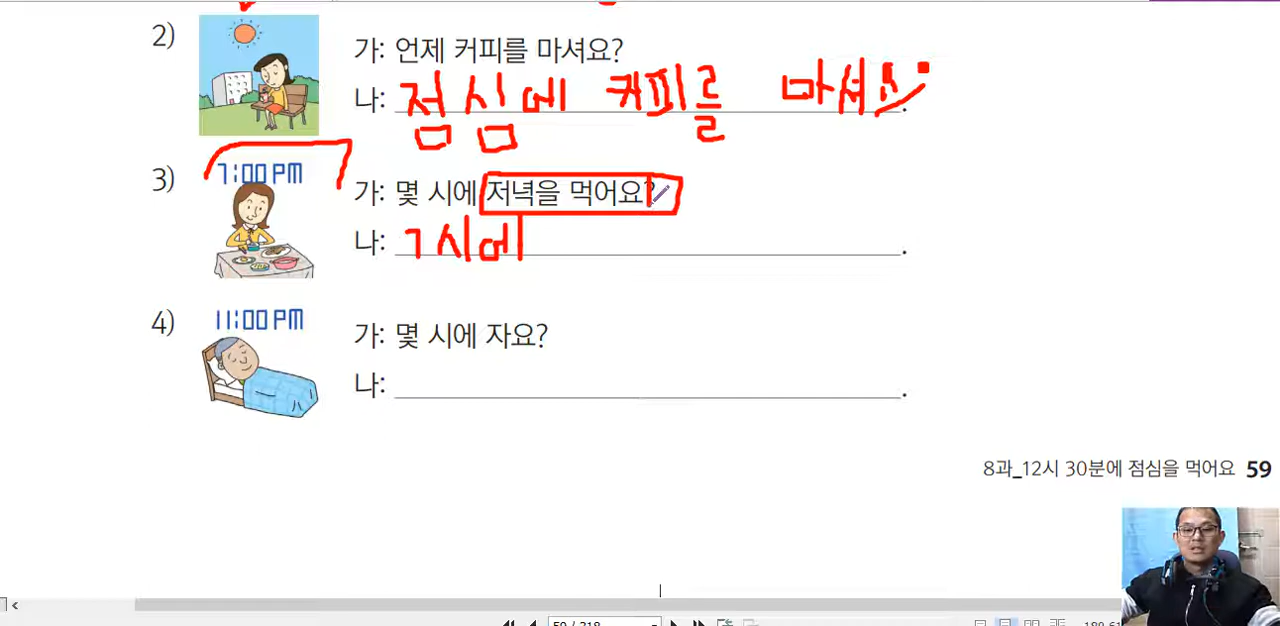 2)
가: 언제 커피를 마셔요?
나: 점심에 커피를 마셔요.
3)
7:00 PM
가: 몇 시에 저녁을 먹어요?
나: 7시에 .
4)
11:00 PM
가: 몇 시에 자요?
나: .
8과_12시 30분에 점심을 먹어요 59
59 / 218